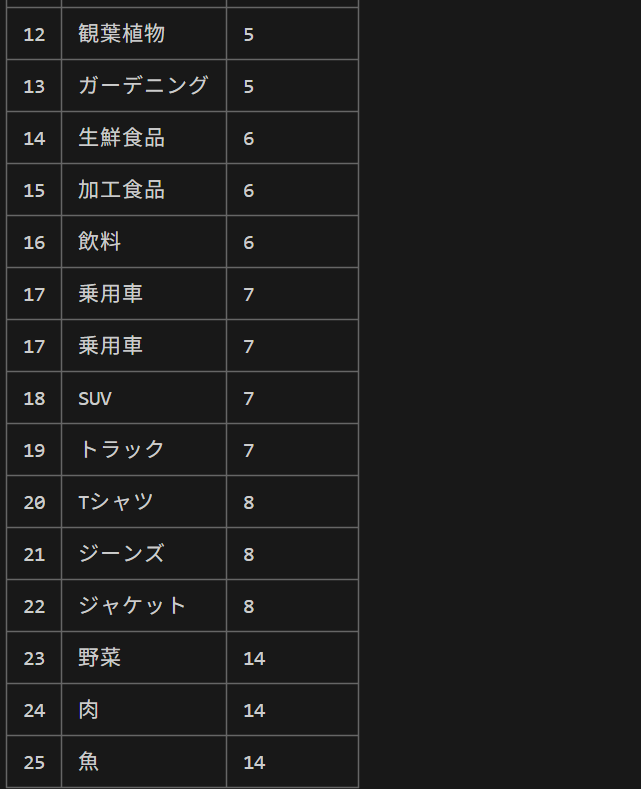 12 観葉植物 5
13 ガーデニング 5
14 生鮮食品 6
15 加工食品 6
16 飲料 6
17 乗用車 7
17 乗用車 7
18 SUV 7
19 トラック 7
20 Tシャツ 8
21 ジーンズ 8
22 ジャケット 8
23 野菜 14
24 肉 14
25 魚 14